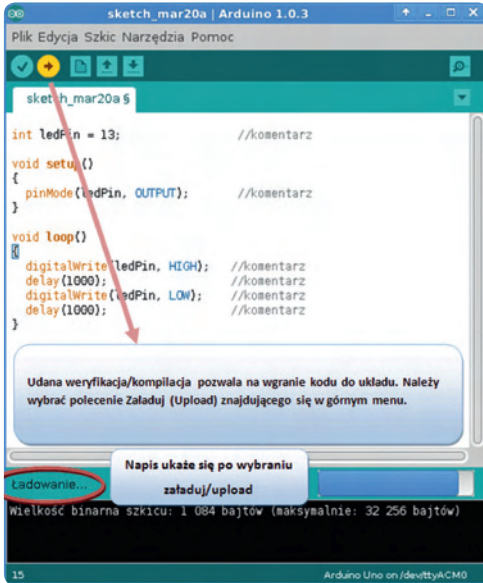 sketch_mar20a | Arduino 1.0.3
Plik Edycja Szkic Narzędzia Pomoc
sketch_mar20a §
int ledPin = 13; //komentarz
void setup()
{
pinMode(ledPin, OUTPUT); //komentarz
}
void loop()
{
digitalWrite(ledPin, HIGH); //komentarz
delay(1000); //komentarz
digitalWrite(ledPin, LOW); //komentarz
delay(1000); //komentarz
}
Udana weryfikacja/kompilacja pozwala na wgranie kodu do układu. Należy
wybrać polecenie Załaduj (Upload) znajdującego się w górnym menu.
Napis ukaże się po wybraniu
załaduj/upload
Ładowanie...
Wielkość binarna szkicu: 1 084 bajtów (maksymalnie: 32 256 bajtów)
15 Arduino Uno on /dev/ttyACM0